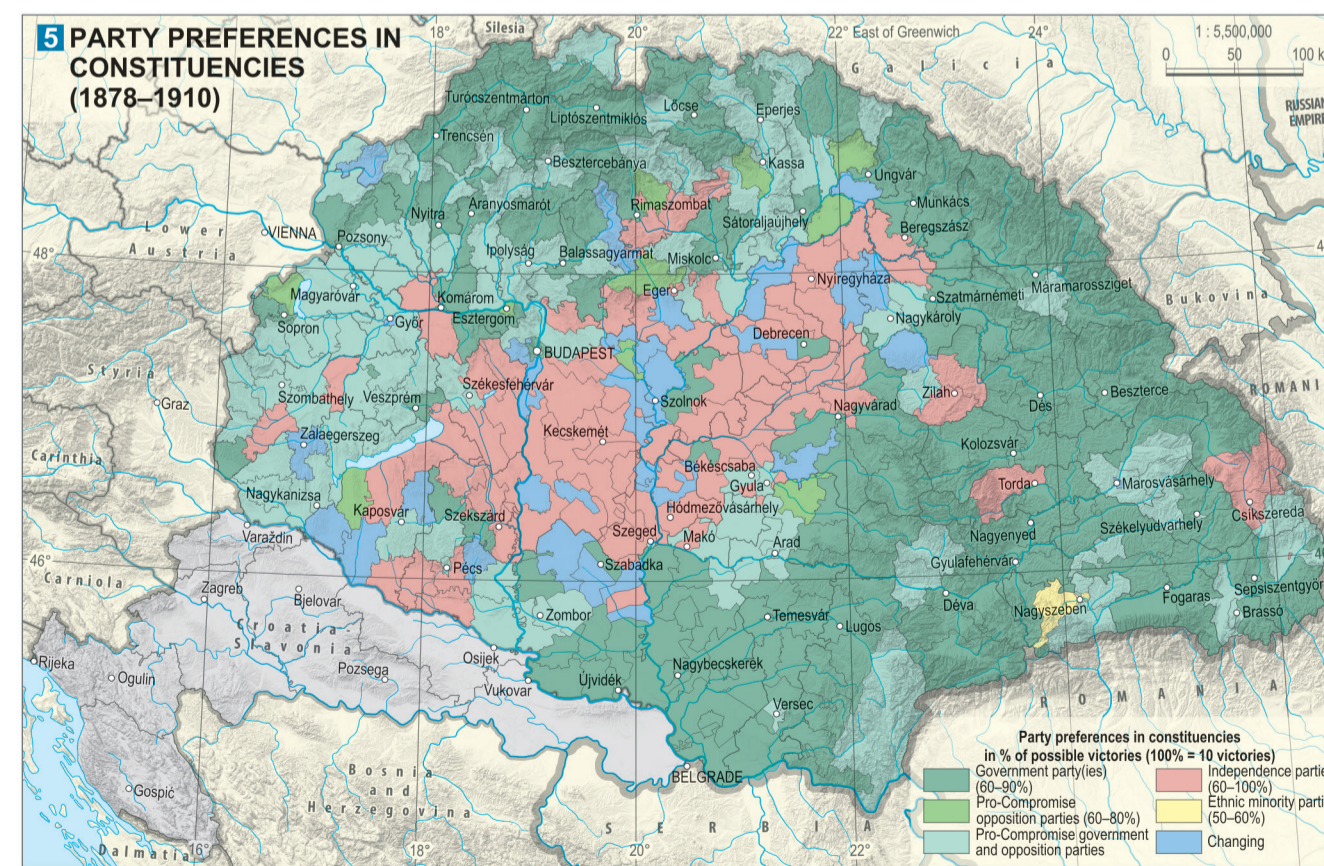 5 PARTY PREFERENCES IN
CONSTITUENCIES
(1878–1910)
Silesia
20°
22° East of Greenwich
24°
1 : 5,500,000
0 50 100 k
Galicia
RUSSIAN
EMPIRE
Turócszentmárton
Liptószentmiklós
Lőcse
Eperjes
Trencsén
Besztercebánya
Kassa
Ungvár
Munkács
Nyitra
Aranyosmarót
Rimaszombat
Sátoraljaújhely
Beregszász
Lower
Austria
VIENNA
Pozsony
Ipolyság
Balassagyarmat
Miskolc
48°
Nyíregyháza
Máramarossziget
Bukovina
Magyaróvár
Komárom
Eger
Szatmárnémeti
Sopron
Győr
Esztergom
Nagykároly
Debrecen
BUDAPEST
Styria
Graz
Szombathely
Veszprém
Székesfehérvár
Szolnok
Zilah
Dés
Beszterce
ROMANI
Nagyvárad
Zalaegerszeg
Kecskemét
Kolozsvár
Carinthia
Békéscsaba
Gyula
Torda
Marosvásárhely
Nagykanizsa
Kaposvár
Szekszárd
Hódmezővásárhely
Székelyudvarhely
Csíkszereda
Varaždin
Szeged
Makó
Arad
Nagyenyed
Gyulafehérvár
46°
Pécs
Szabadka
Carniola
Zagreb
Bjelovar
Déva
Nagyszeben
Fogaras
Sepsiszentgyör
Brassó
Croatia-
Slavonia
Zombor
Temesvár
Lugos
Rijeka
Ogulin
Pozsega
Osijek
Vukovar
Újvidék
Nagybecskerek
Versec
ROMANIA
Gospić
Bosnia
and
Herzegovina
BELGRADE
SERBIA
Dalmatia
16°
18°
20°
22°
Party preferences in constituencies
in % of possible victories (100% = 10 victories)
Government party(ies)
(60–90%)
Pro-Compromise
opposition parties (60–80%)
Pro-Compromise government
and opposition parties
Independence partie
(60–100%)
Ethnic minority parti
(50–60%)
Changing